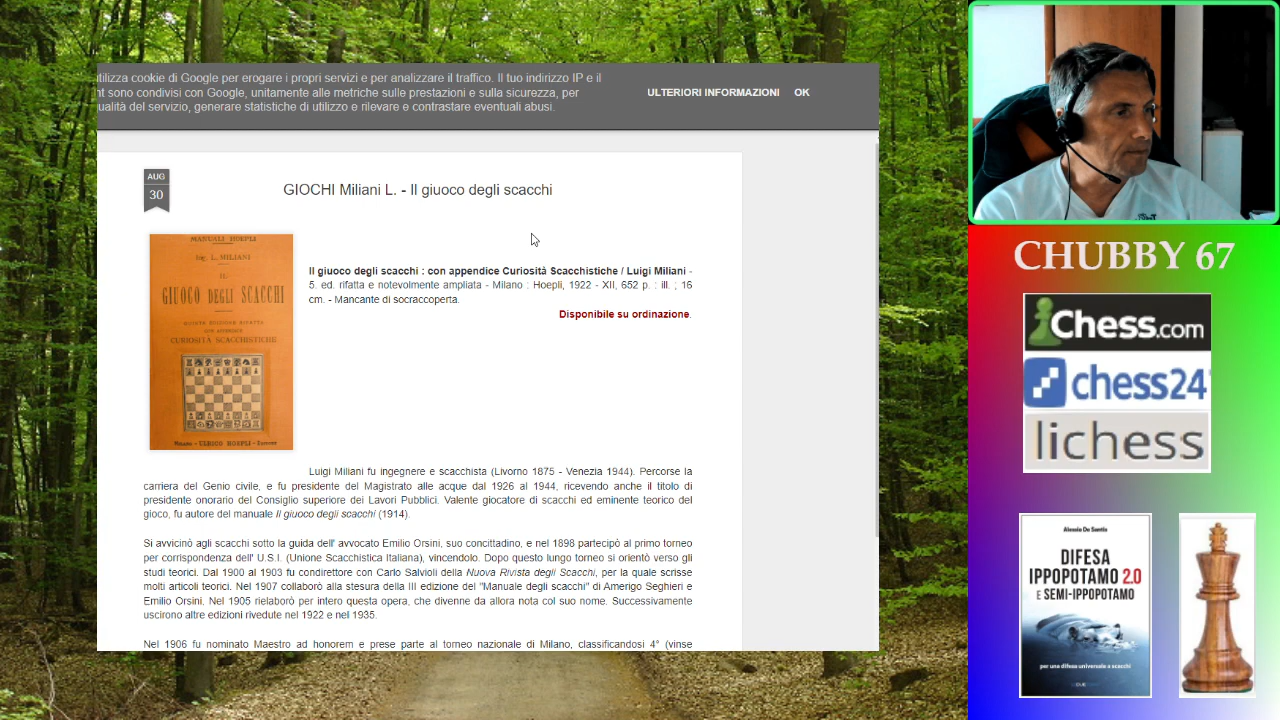 utilizza cookie di Google per erogare i propri servizi e per analizzare il traffico. Il tuo indirizzo IP e il
nt sono condivisi con Google, unitamente alle metriche sulle prestazioni e sulla sicurezza, per
ualità del servizio, generare statistiche di utilizzo e rilevare e contrastare eventuali abusi.
ULTERIORI INFORMAZIONI OK
AUG
30
GIOCHI Miliani L. - Il giuoco degli scacchi
MANUALI HOEPLI
Ing. L. MILIANI
IL
GIUOCO DEGLI SCACCHI
QUINTA EDIZIONE RIFATTA
CON APPENDICE
CURIOSITÀ SCACCHISTICHE
Milano - ULRICO HOEPLI - Editore
Il giuoco degli scacchi : con appendice Curiosità Scacchistiche / Luigi Miliani -
5. ed. rifatta e notevolmente ampliata - Milano : Hoepli, 1922 - XII, 652 p. : ill. ; 16
cm. - Mancante di socraccoperta.
Disponibile su ordinazione.
Luigi Miliani fu ingegnere e scacchista (Livorno 1875 - Venezia 1944). Percorse la
carriera del Genio civile, e fu presidente del Magistrato alle acque dal 1926 al 1944, ricevendo anche il titolo di
presidente onorario del Consiglio superiore dei Lavori Pubblici. Valente giocatore di scacchi ed eminente teorico del
gioco, fu autore del manuale Il giuoco degli scacchi (1914).
Si avvicinò agli scacchi sotto la guida dell' avvocato Emilio Orsini, suo concittadino, e nel 1898 partecipò al primo torneo
per corrispondenza dell' U.S.I. (Unione Scacchistica Italiana), vincendolo. Dopo questo lungo torneo si orientò verso gli
studi teorici. Dal 1900 al 1903 fu condirettore con Carlo Salvioli della Nuova Rivista degli Scacchi, per la quale scrisse
molti articoli teorici. Nel 1907 collaborò alla stesura della III edizione del "Manuale degli scacchi" di Amerigo Seghieri e
Emilio Orsini. Nel 1905 rielaborò per intero questa opera, che divenne da allora nota col suo nome. Successivamente
uscirono altre edizioni rivedute nel 1922 e nel 1935.
Nel 1906 fu nominato Maestro ad honorem e prese parte al torneo nazionale di Milano, classificandosi 4° (vinse
CHUBBY 67
Chess.com
chess24
lichess
Alessio De Santis
DIFESA
IPPOPOTAMO 2.0
E SEMI-IPPOPOTAMO
per una difesa universale a scacchi